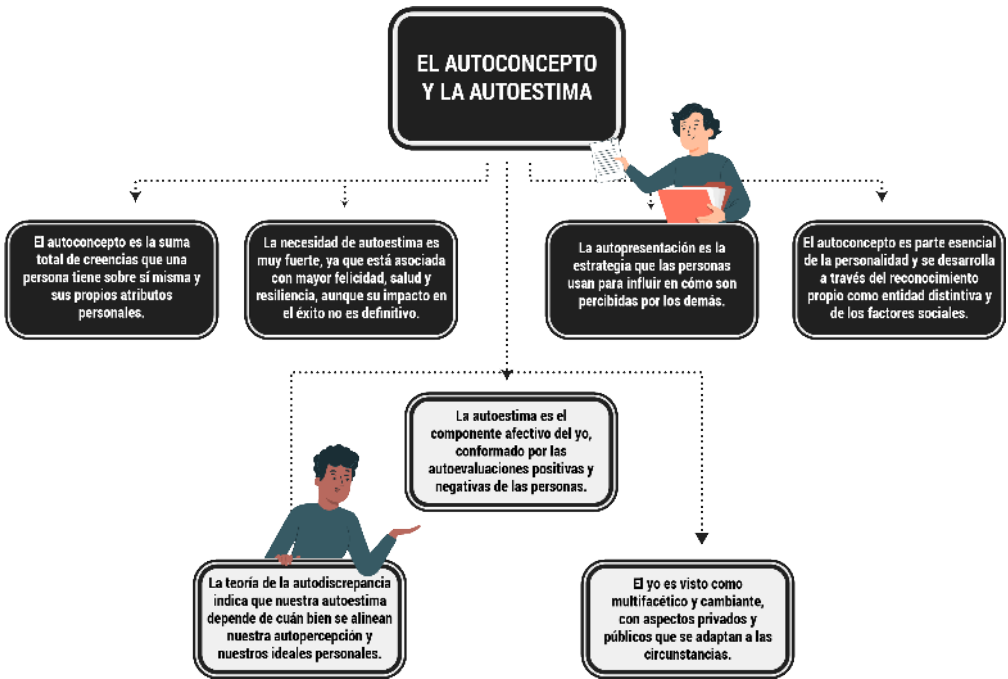 EL AUTOCONCEPTO
Y LA AUTOESTIMA
El autoconcepto es la suma
total de creencias que una
persona tiene sobre sí misma y
sus propios atributos
personales.
La necesidad de autoestima es
muy fuerte, ya que está asociada
con mayor felicidad, salud y
resiliencia, aunque su impacto en
el éxito no es definitivo.
La autopresentación es la
estrategia que las personas
usan para influir en cómo son
percibidas por los demás.
El autoconcepto es parte esencial
de la personalidad y se desarrolla
a través del reconocimiento
propio como entidad distintiva y
de los factores sociales.
La autoestima es el
componente afectivo del yo,
conformado por las
autoevaluaciones positivas y
negativas de las personas.
La teoría de la autodiscrepancia
indica que nuestra autoestima
depende de cuán bien se alinean
nuestra autopercepción y
nuestros ideales personales.
El yo es visto como
multifacético y cambiante,
con aspectos privados y
públicos que se adaptan a las
circunstancias.